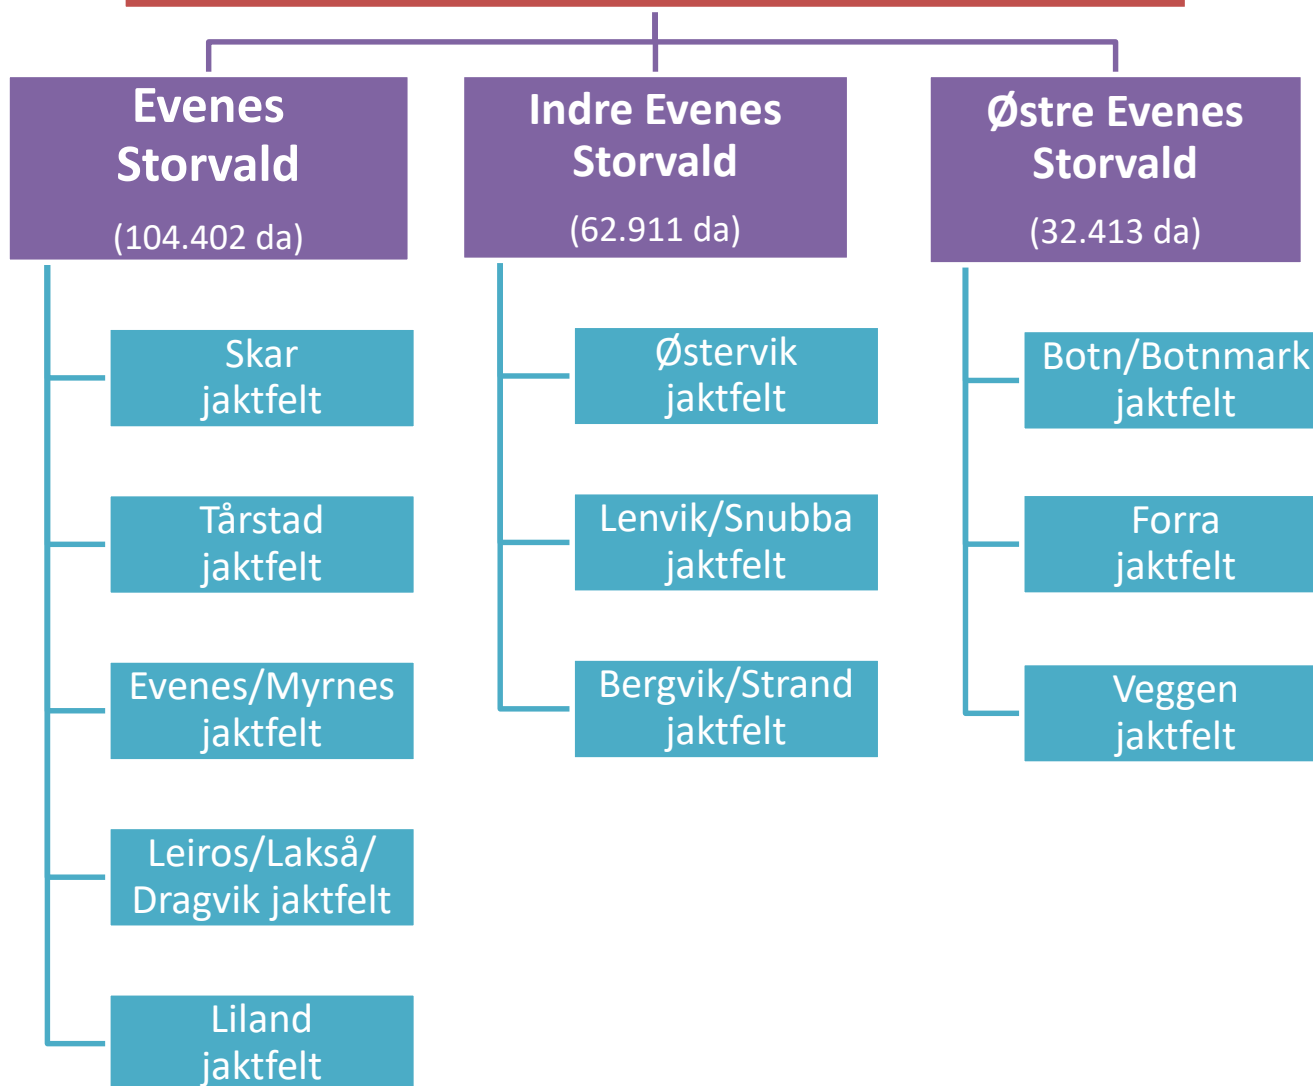 Evenes
Storvald
(104.402 da)
Skar
jaktfelt
Tårstad
jaktfelt
Evenes/Myrnes
jaktfelt
Leiros/Lakså/
Dragvik jaktfelt
Liland
jaktfelt
Indre Evenes
Storvald
(62.911 da)
Østervik
jaktfelt
Lenvik/Snubba
jaktfelt
Bergvik/Strand
jaktfelt
Østre Evenes
Storvald
(32.413 da)
Botn/Botnmark
jaktfelt
Forra
jaktfelt
Veggen
jaktfelt